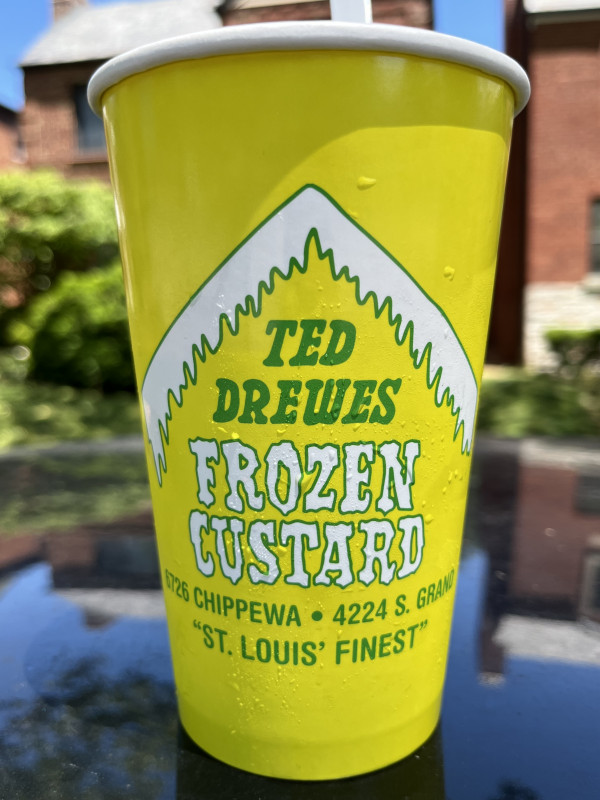 TED
DREWES
FROZEN
CUSTARD
6726 CHIPPEWA • 4224 S. GRAND
"ST. LOUIS' FINEST"